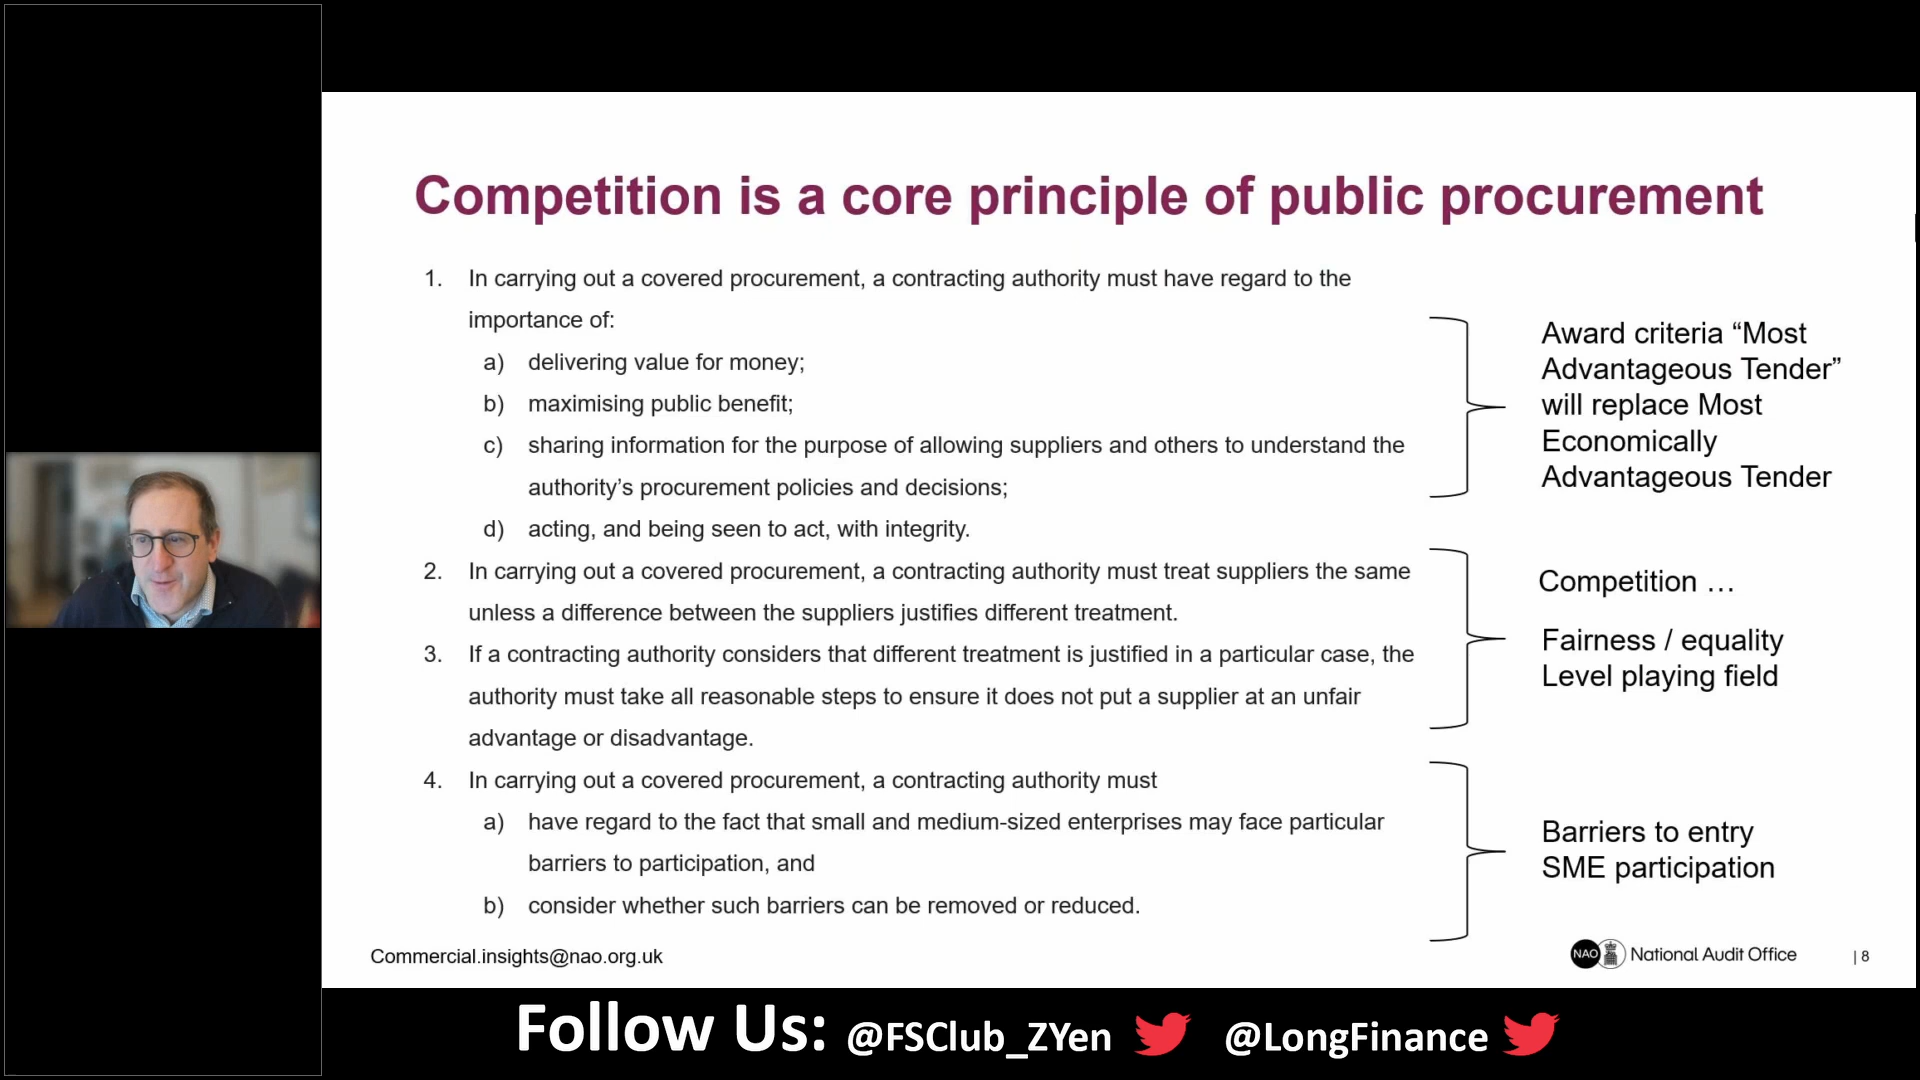 Competition is a core principle of public procurement
1. In carrying out a covered procurement, a contracting authority must have regard to the
importance of:
a) delivering value for money;
b) maximising public benefit;
c) sharing information for the purpose of allowing suppliers and others to understand the
authority’s procurement policies and decisions;
d) acting, and being seen to act, with integrity.
2. In carrying out a covered procurement, a contracting authority must treat suppliers the same
unless a difference between the suppliers justifies different treatment.
3. If a contracting authority considers that different treatment is justified in a particular case, the
authority must take all reasonable steps to ensure it does not put a supplier at an unfair
advantage or disadvantage.
4. In carrying out a covered procurement, a contracting authority must
a) have regard to the fact that small and medium-sized enterprises may face particular
barriers to participation, and
b) consider whether such barriers can be removed or reduced.
Award criteria “Most
Advantageous Tender”
will replace Most
Economically
Advantageous Tender
Competition …
Fairness / equality
Level playing field
Barriers to entry
SME participation
Commercial.insights@nao.org.uk
NAO National Audit Office
| 8
Follow Us: @FSClub_ZYen @LongFinance